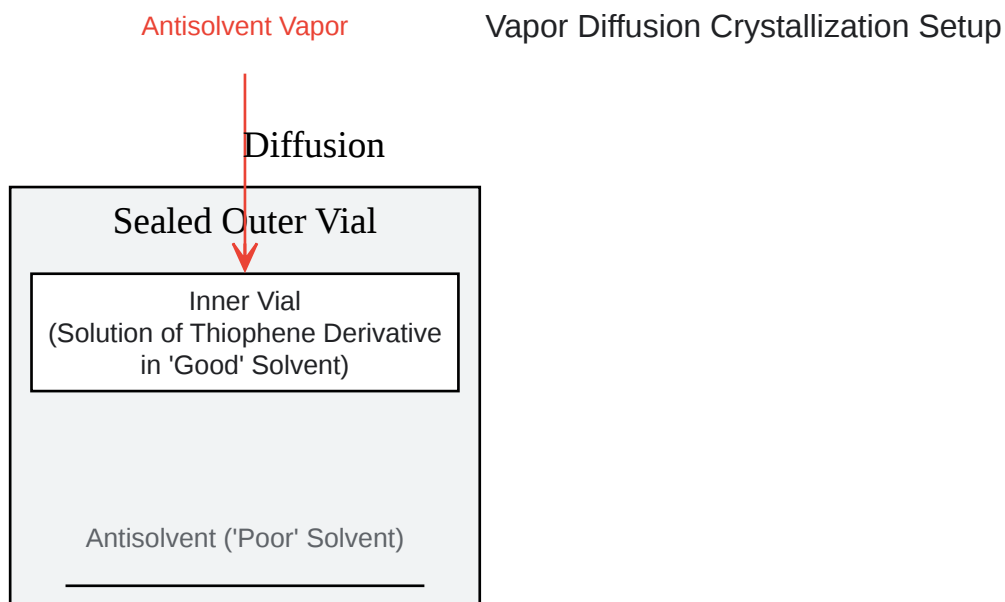 Antisolvent Vapor
Vapor Diffusion Crystallization Setup
Diffusion
Sealed Outer Vial
Inner Vial
(Solution of Thiophene Derivative
in 'Good' Solvent)
Antisolvent ('Poor' Solvent)